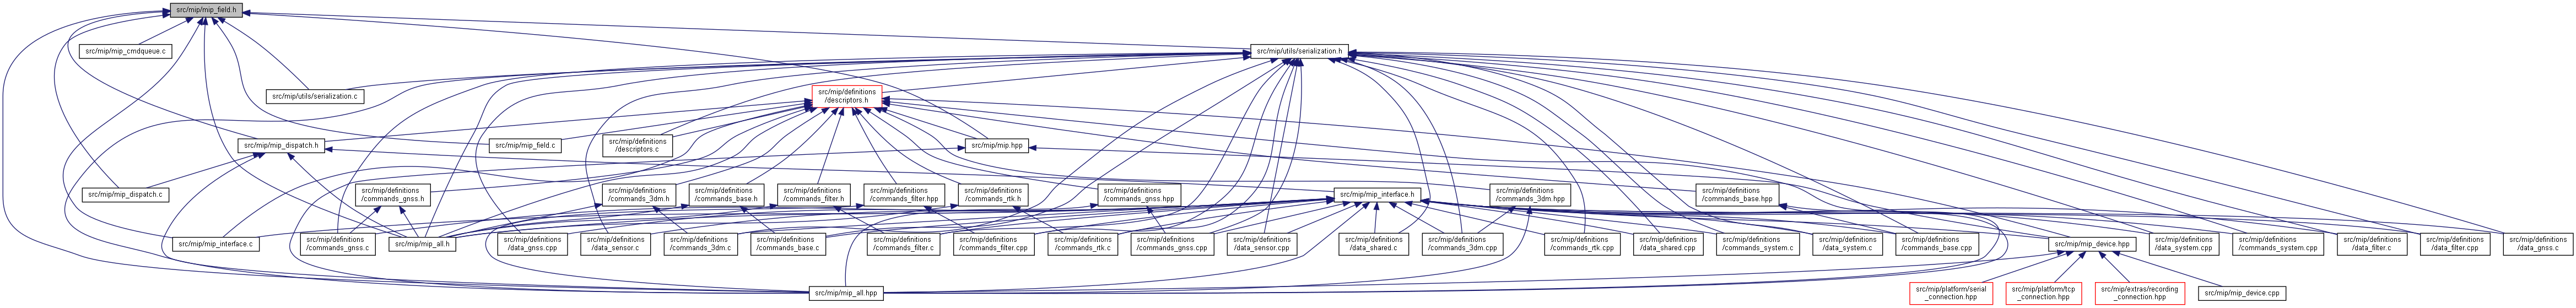 src/mip/mip_field.h
src/mip/mip_cmdqueue.c
src/mip/utils/serialization.h
src/mip/utils/serialization.c
src/mip/definitions
/descriptors.h
src/mip/mip_dispatch.h
src/mip/mip_field.c
src/mip/definitions
/descriptors.c
src/mip/mip.hpp
src/mip/mip_dispatch.c
src/mip/definitions
/commands_gnss.h
src/mip/definitions
/commands_3dm.h
src/mip/definitions
/commands_base.h
src/mip/definitions
/commands_filter.h
src/mip/definitions
/commands_filter.hpp
src/mip/definitions
/commands_rtk.h
src/mip/definitions
/commands_gnss.hpp
src/mip/mip_interface.h
src/mip/definitions
/commands_3dm.hpp
src/mip/definitions
/commands_base.hpp
src/mip/mip_interface.c
src/mip/definitions
/commands_gnss.c
src/mip/mip_all.h
src/mip/definitions
/data_gnss.cpp
src/mip/definitions
/data_sensor.c
src/mip/definitions
/commands_3dm.c
src/mip/definitions
/commands_base.c
src/mip/definitions
/commands_filter.c
src/mip/definitions
/commands_filter.cpp
src/mip/definitions
/commands_rtk.c
src/mip/definitions
/commands_gnss.cpp
src/mip/definitions
/data_sensor.cpp
src/mip/definitions
/data_shared.c
src/mip/definitions
/commands_3dm.cpp
src/mip/definitions
/commands_rtk.cpp
src/mip/definitions
/data_shared.cpp
src/mip/definitions
/commands_system.c
src/mip/definitions
/data_system.c
src/mip/definitions
/commands_base.cpp
src/mip/mip_device.hpp
src/mip/definitions
/data_system.cpp
src/mip/definitions
/commands_system.cpp
src/mip/definitions
/data_filter.c
src/mip/definitions
/data_filter.cpp
src/mip/definitions
/data_gnss.c
src/mip/mip_all.hpp
src/mip/platform/serial
_connection.hpp
src/mip/platform/tcp
_connection.hpp
src/mip/extras/recording
_connection.hpp
src/mip/mip_device.cpp